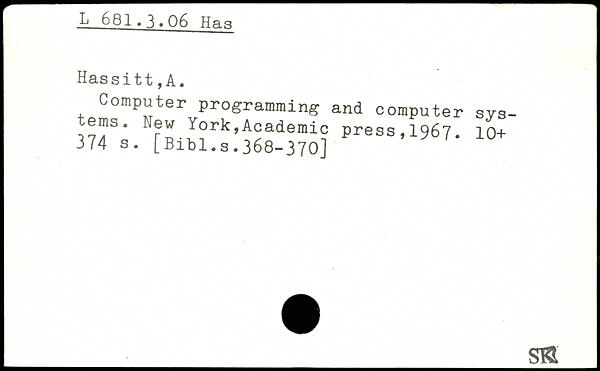 L 681.3.06 Has
Hassitt,A.
Computer programming and computer sys-
tems. New York,Academic press,1967. 10+
374 s. [Bibl.s.368-370]
SK